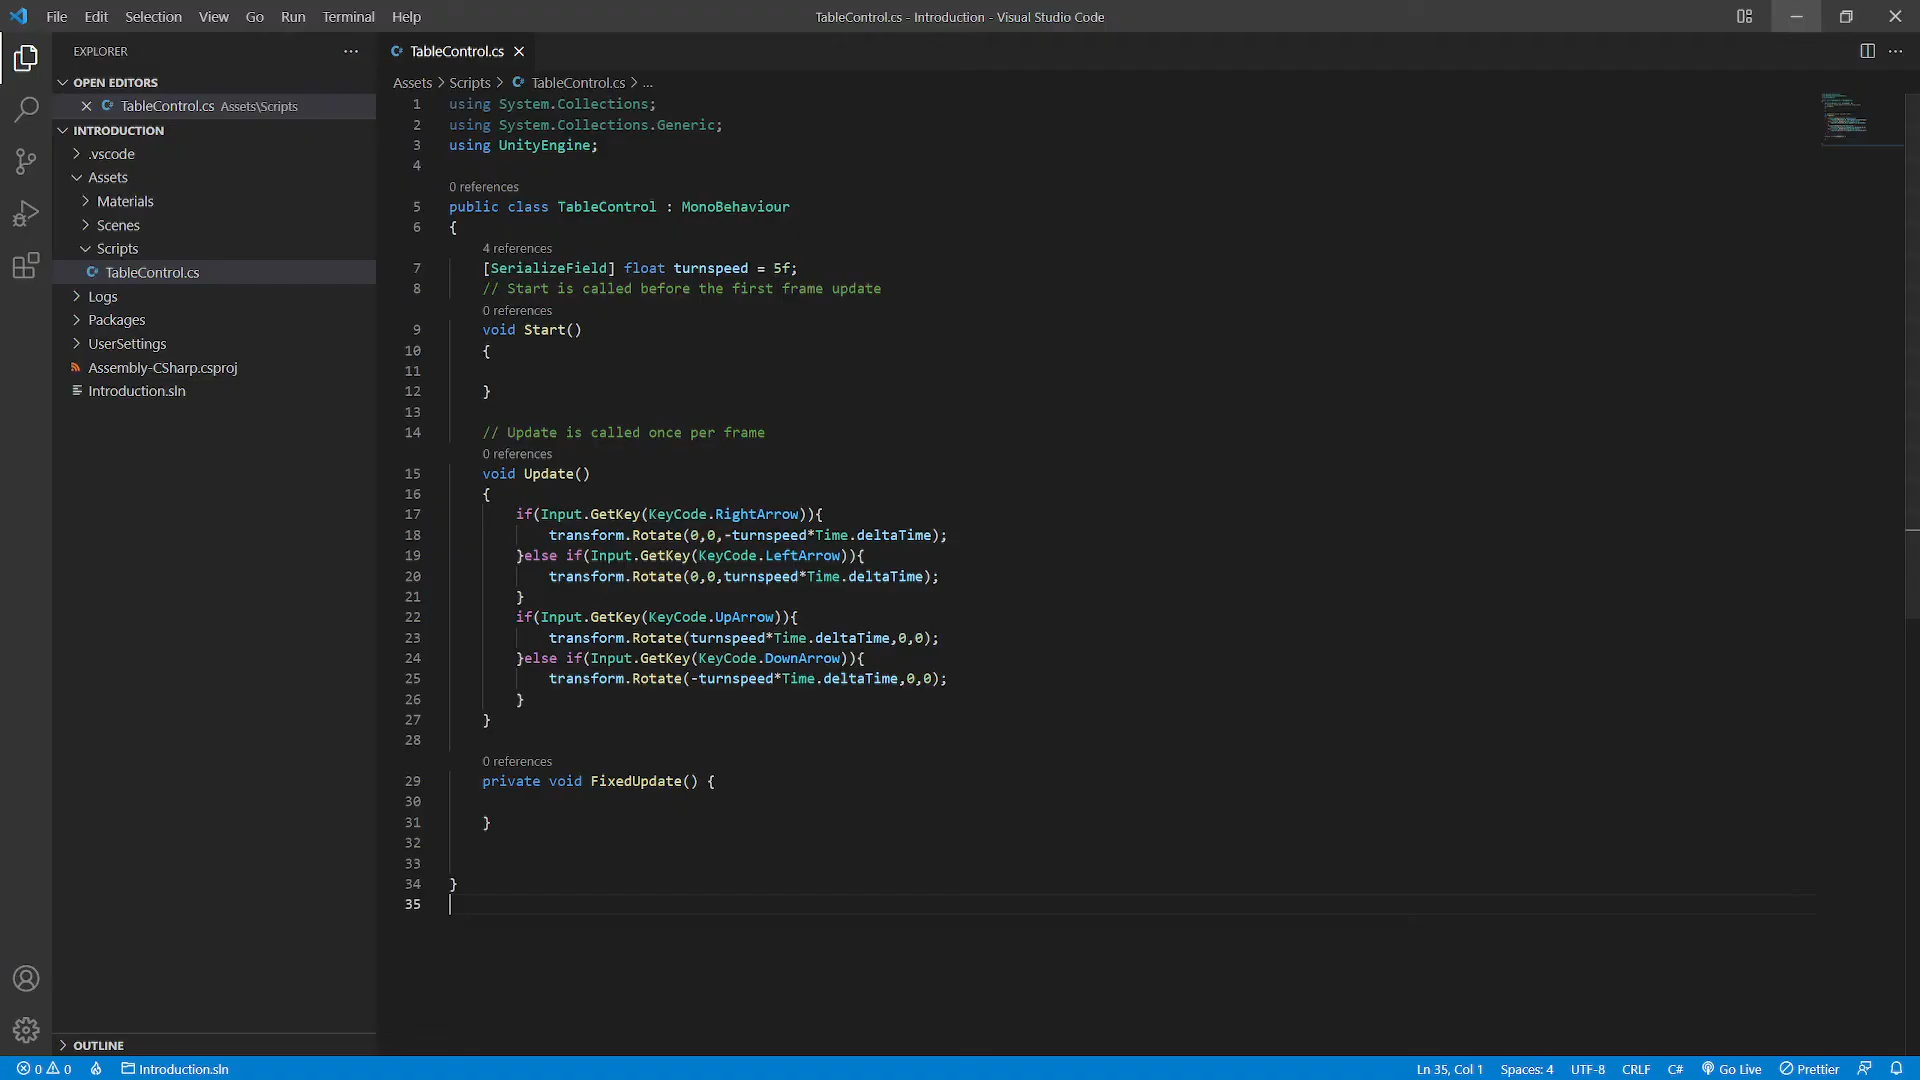 File Edit Selection View Go Run Terminal Help
TableControl.cs - Introduction - Visual Studio Code
EXPLORER
OPEN EDITORS
TableControl.cs Assets\Scripts
INTRODUCTION
.vscode
Assets
Materials
Scenes
Scripts
TableControl.cs
Logs
Packages
UserSettings
Assembly-CSharp.csproj
Introduction.sln
OUTLINE
TableControl.cs
Assets > Scripts > TableControl.cs > ...
1 using System.Collections;
2 using System.Collections.Generic;
3 using UnityEngine;
4
0 references
5 public class TableControl : MonoBehaviour
6 {
4 references
7 [SerializeField] float turnspeed = 5f;
8 // Start is called before the first frame update
0 references
9 void Start()
10 {
11
12 }
13
14 // Update is called once per frame
0 references
15 void Update()
16 {
17 if(Input.GetKey(KeyCode.RightArrow)){
18 transform.Rotate(0,0,-turnspeed*Time.deltaTime);
19 }else if(Input.GetKey(KeyCode.LeftArrow)){
20 transform.Rotate(0,0,turnspeed*Time.deltaTime);
21 }
22 if(Input.GetKey(KeyCode.UpArrow)){
23 transform.Rotate(turnspeed*Time.deltaTime,0,0);
24 }else if(Input.GetKey(KeyCode.DownArrow)){
25 transform.Rotate(-turnspeed*Time.deltaTime,0,0);
26 }
27 }
28
0 references
29 private void FixedUpdate() {
30
31 }
32
33
34 }
35
0 0 Introduction.sln Ln 35, Col 1 Spaces: 4 UTF-8 CRLF C# Go Live Prettier